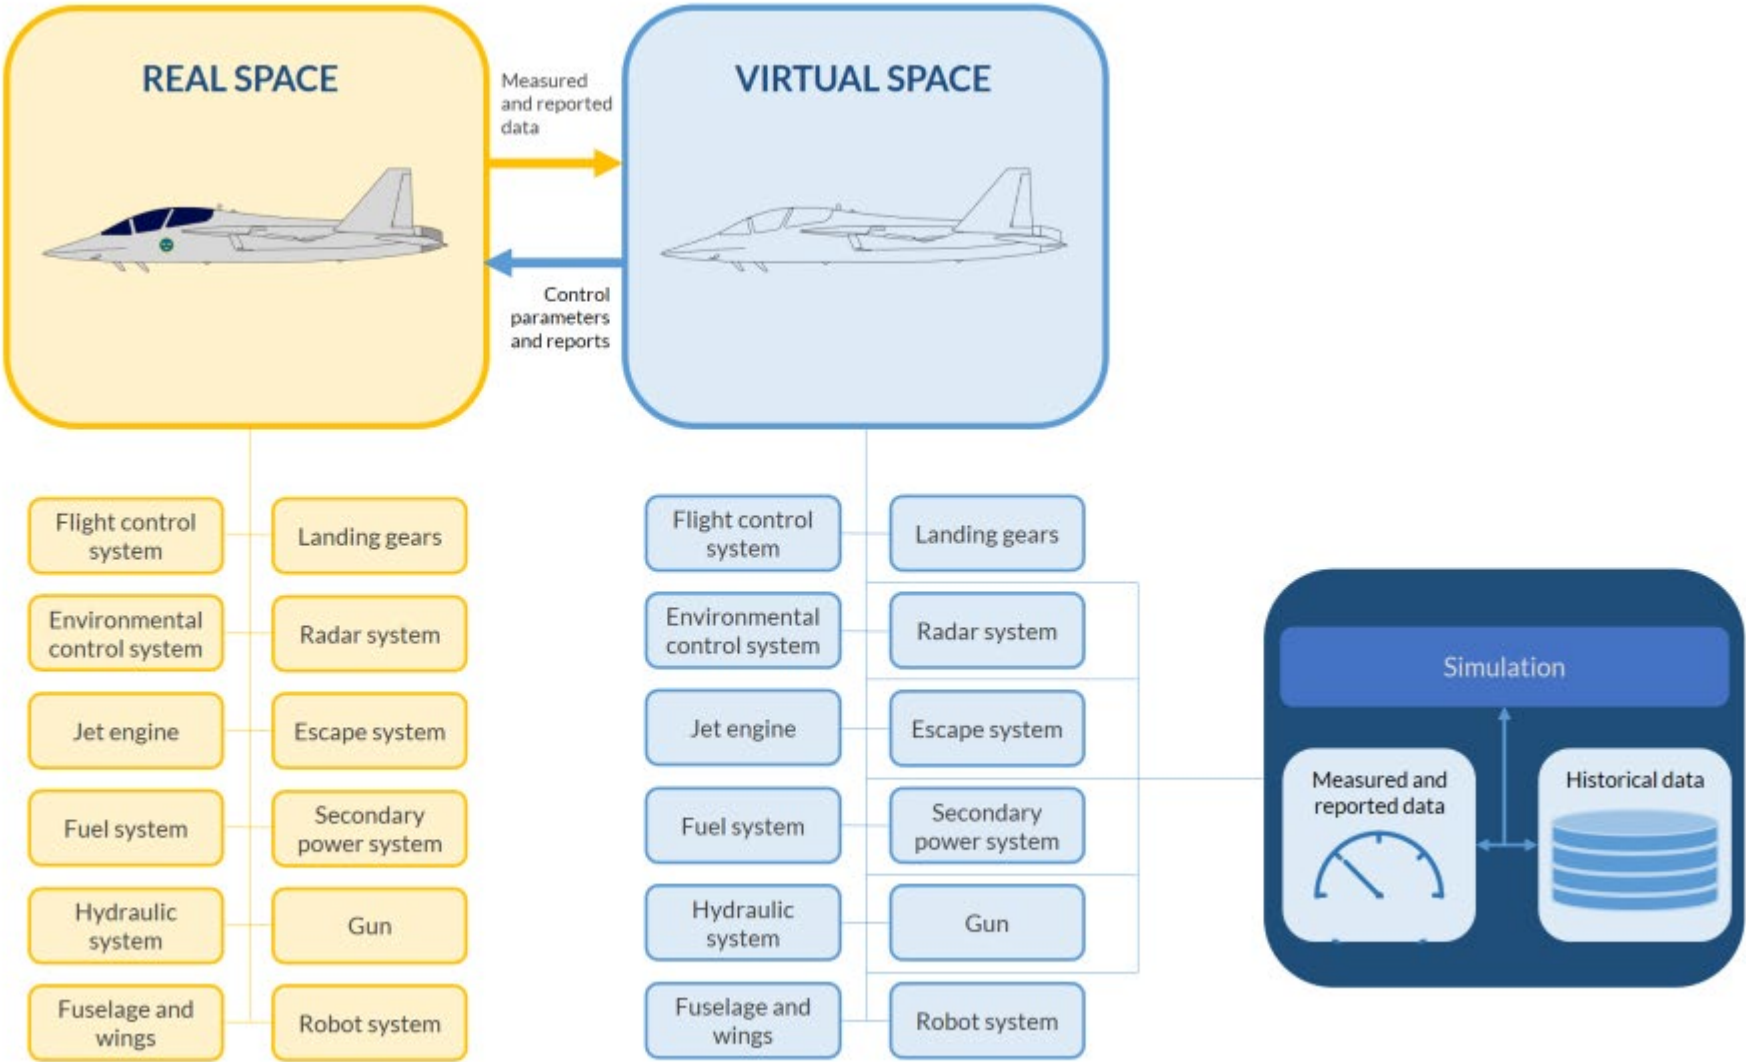 REAL SPACE
Measured
and reported
data
VIRTUAL SPACE
Control
parameters
and reports
Flight control
system
Landing gears
Environmental
control system
Radar system
Jet engine
Escape system
Fuel system
Secondary
power system
Hydraulic
system
Gun
Fuselage and
wings
Robot system
Flight control
system
Landing gears
Environmental
control system
Radar system
Jet engine
Escape system
Fuel system
Secondary
power system
Hydraulic
system
Gun
Fuselage and
wings
Robot system
Simulation
Measured and
reported data
Historical data